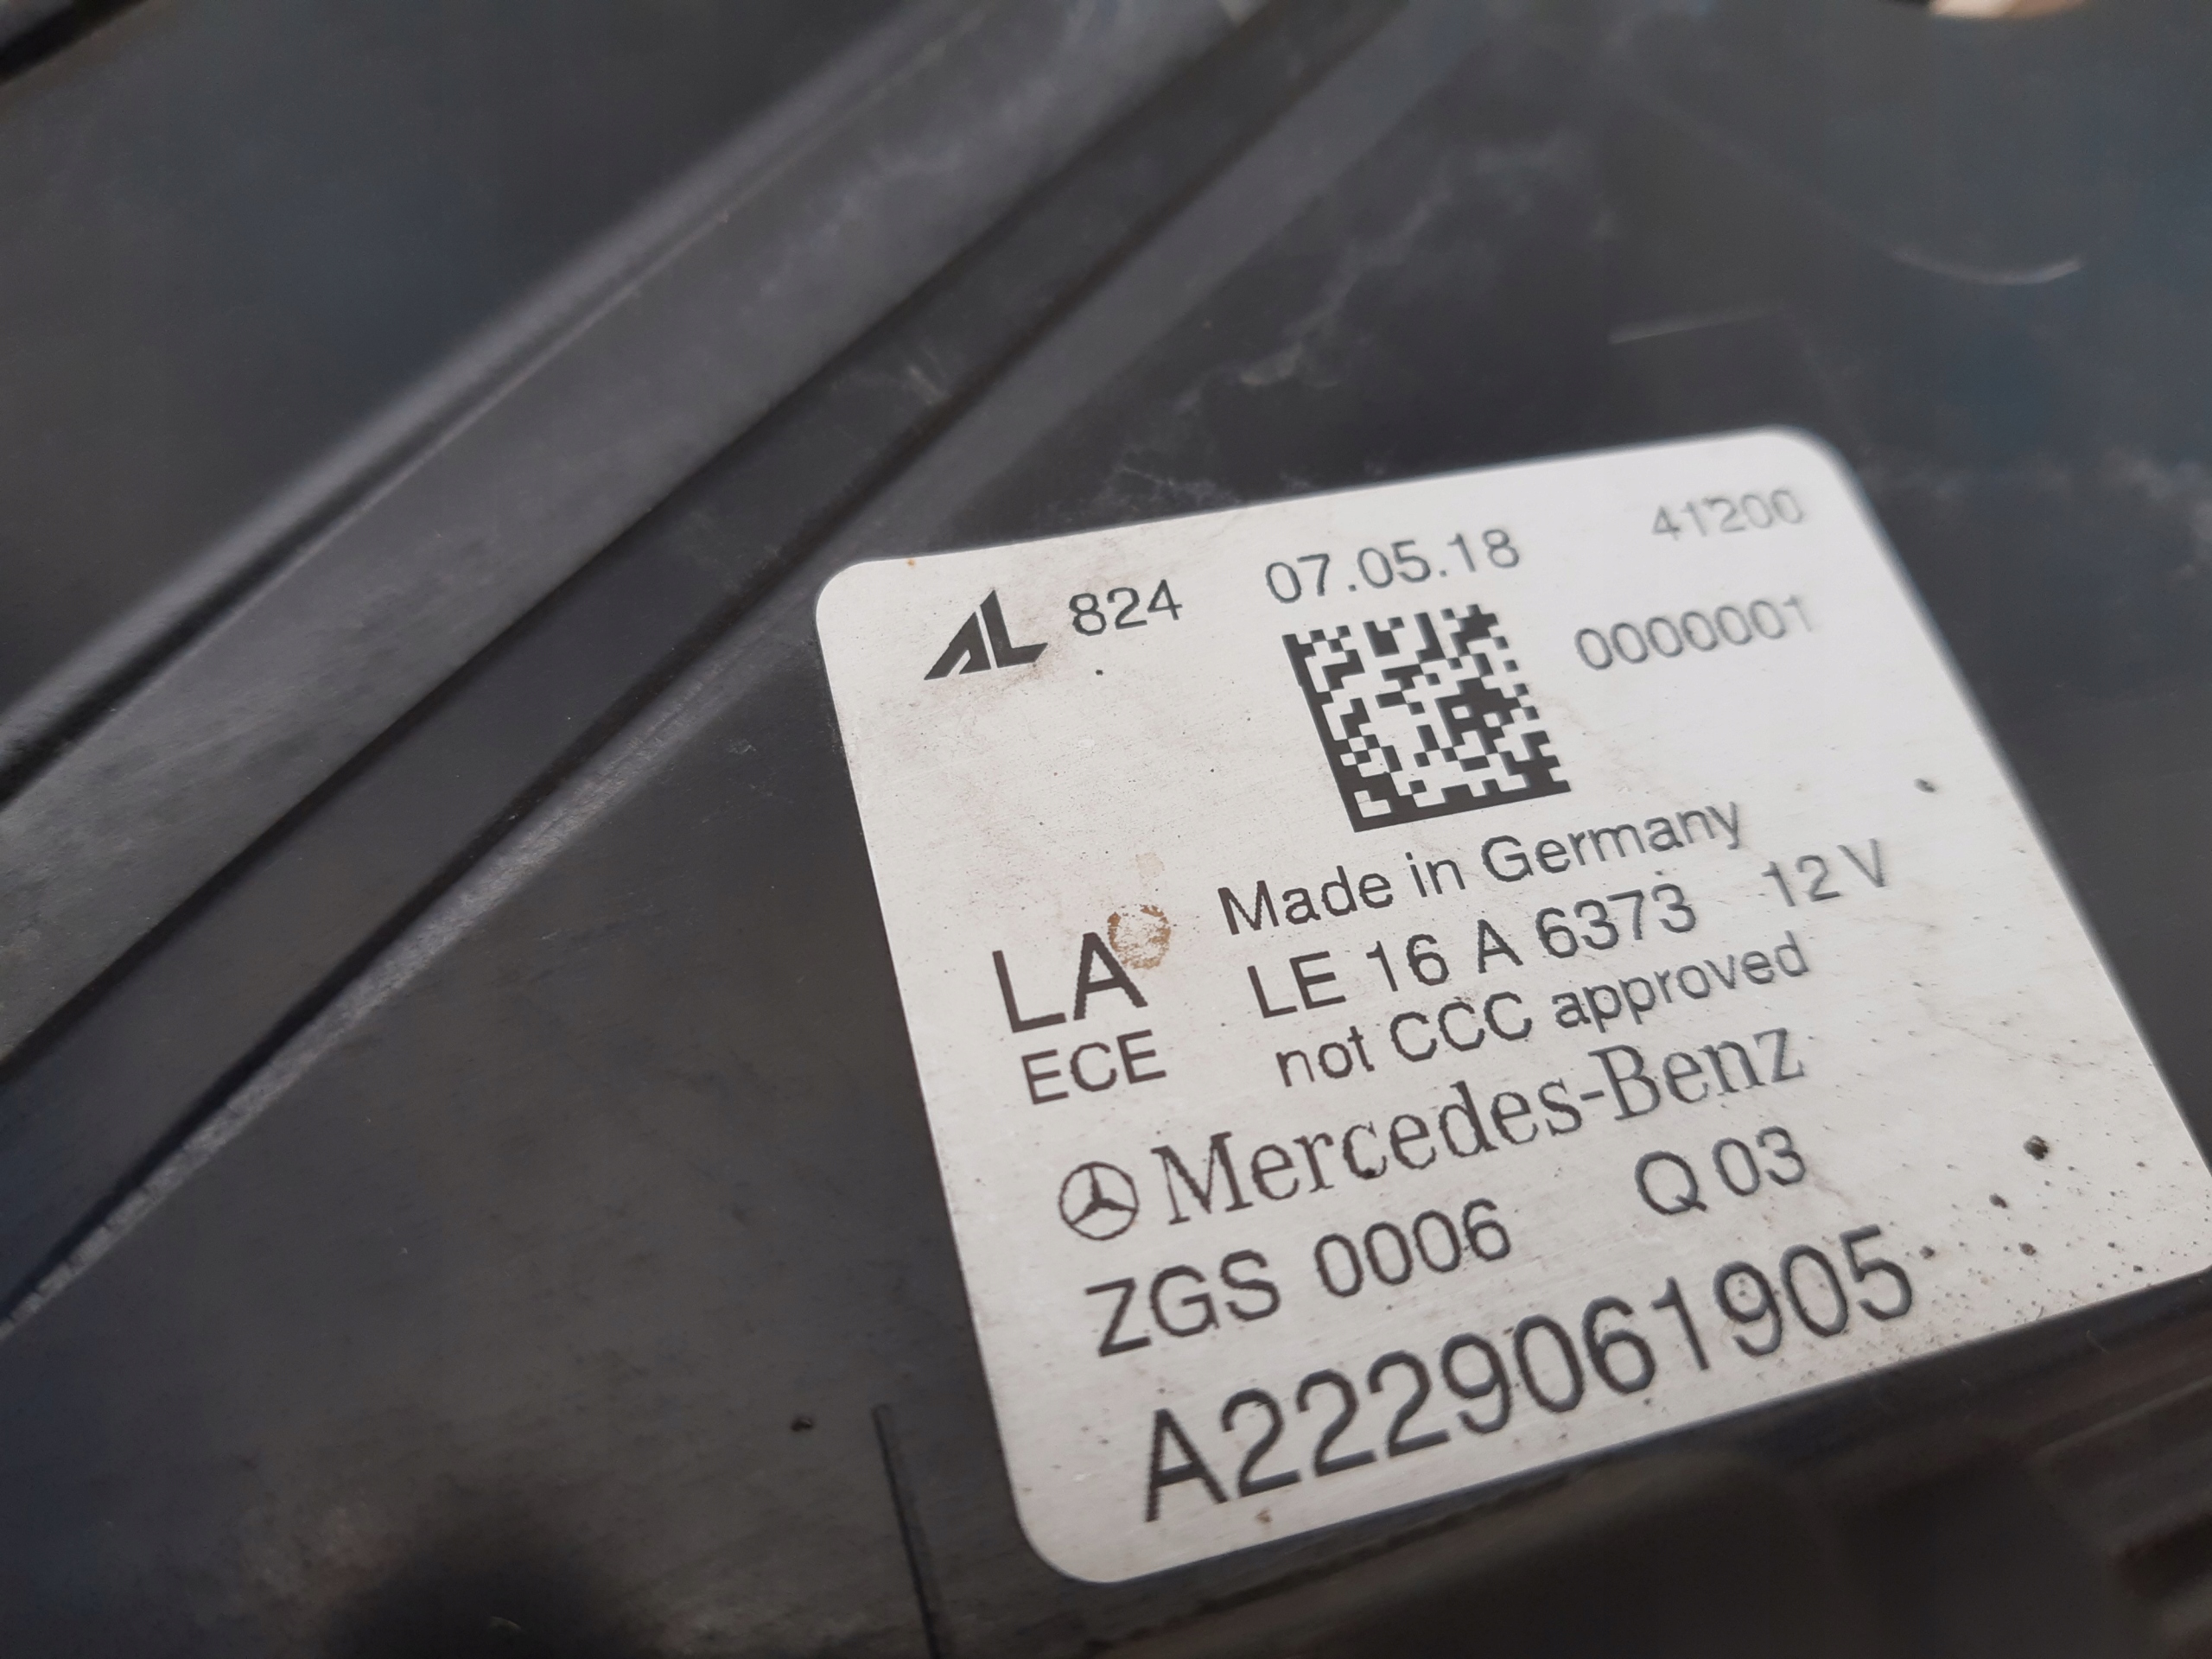 AL 824 07.05.18 41200
0000001
Made in Germany
LA LE 16 A 6373 12 V
ECE not CCC approved
Mercedes-Benz
ZGS 0006 Q 03
A2229061905